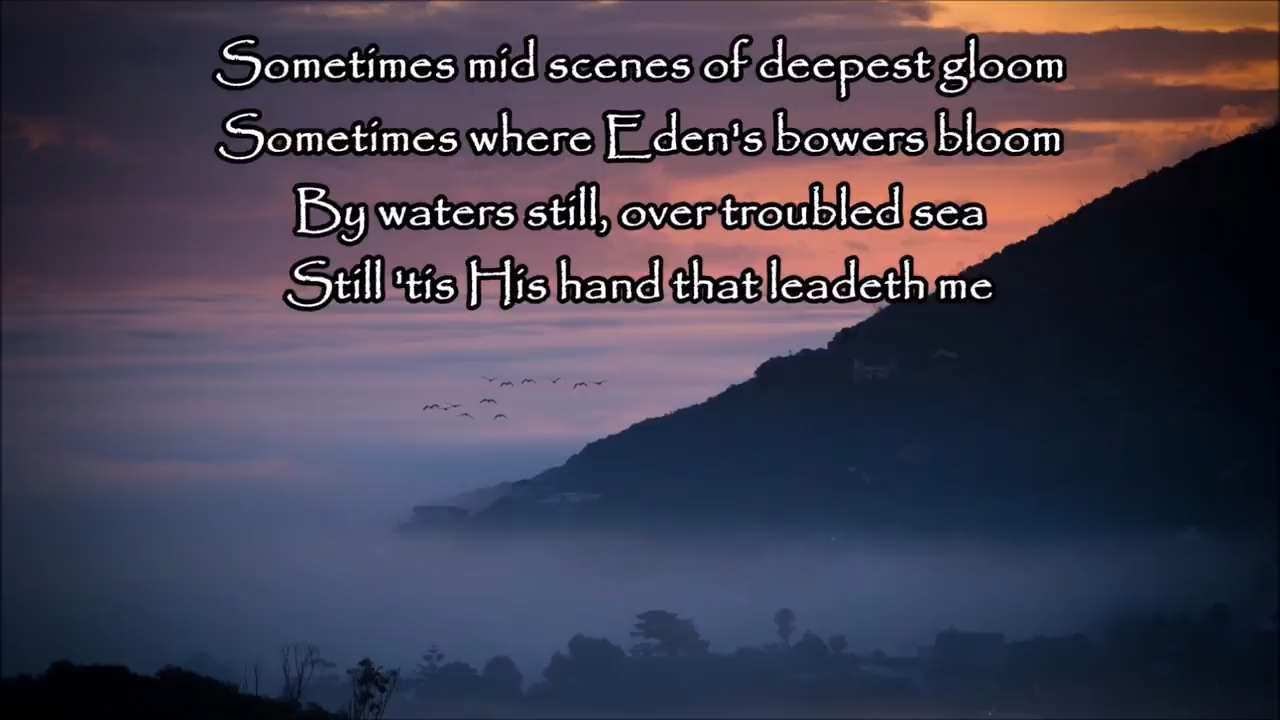 Sometimes mid scenes of deepest gloom
Sometimes where Eden's bowers bloom
By waters still, over troubled sea
Still 'tis His hand that leadeth me